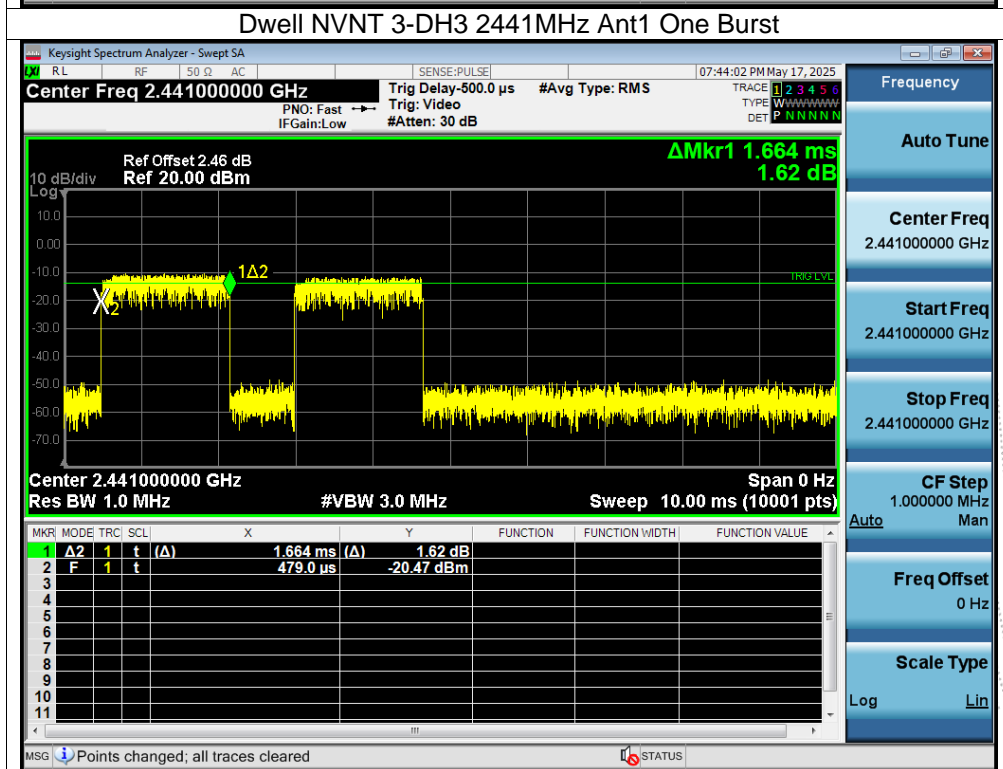 Dwell NVNT 3-DH3 2441MHz Ant1 One Burst
Keysight Spectrum Analyzer - Swept SA
LXI RL RF 50 Ω AC SENSE:PULSE 07:44:02 PM May 17, 2025
Center Freq 2.441000000 GHz
PNO: Fast
IFGain:Low
Trig Delay-500.0 µs
Trig: Video
#Atten: 30 dB
#Avg Type: RMS
TRACE 1 2 3 4 5 6
TYPE WWWWWW
DET P N N N N N
ΔMkr1 1.664 ms
1.62 dB
Ref Offset 2.46 dB
10 dB/div Ref 20.00 dBm
Log
10.0
0.00
-10.0
-20.0
-30.0
-40.0
-50.0
-60.0
-70.0
1Δ2
X2
TRIG LVL
Center 2.441000000 GHz Span 0 Hz
Res BW 1.0 MHz #VBW 3.0 MHz Sweep 10.00 ms (10001 pts)
MKR MODE TRC SCL X Y FUNCTION FUNCTION WIDTH FUNCTION VALUE
1 Δ2 1 t (Δ) 1.664 ms (Δ) 1.62 dB
2 F 1 t 479.0 µs -20.47 dBm
3
4
5
6
7
8
9
10
11
MSG Points changed; all traces cleared STATUS
Frequency
Auto Tune
Center Freq
2.441000000 GHz
Start Freq
2.441000000 GHz
Stop Freq
2.441000000 GHz
CF Step
1.000000 MHz
Auto Man
Freq Offset
0 Hz
Scale Type
Log Lin